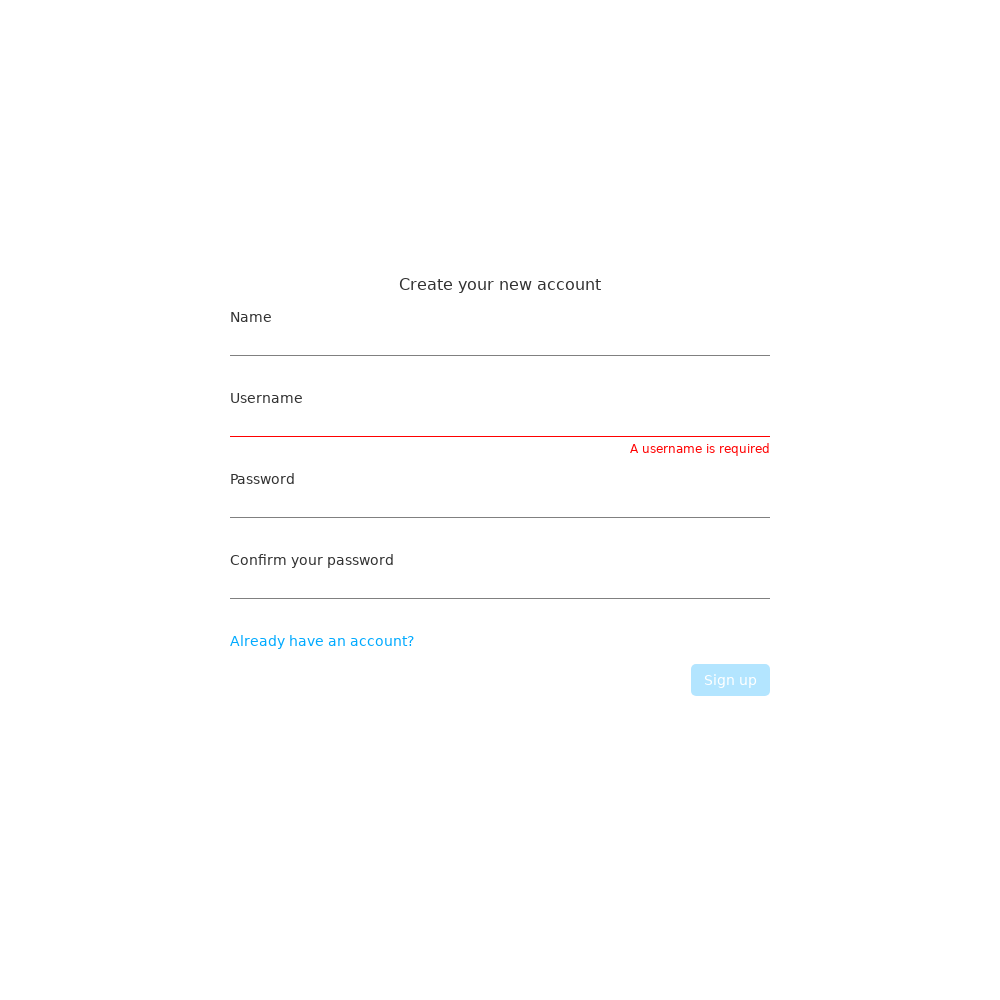 Create your new account
Name
Username
A username is required
Password
Confirm your password
Already have an account?
Sign up